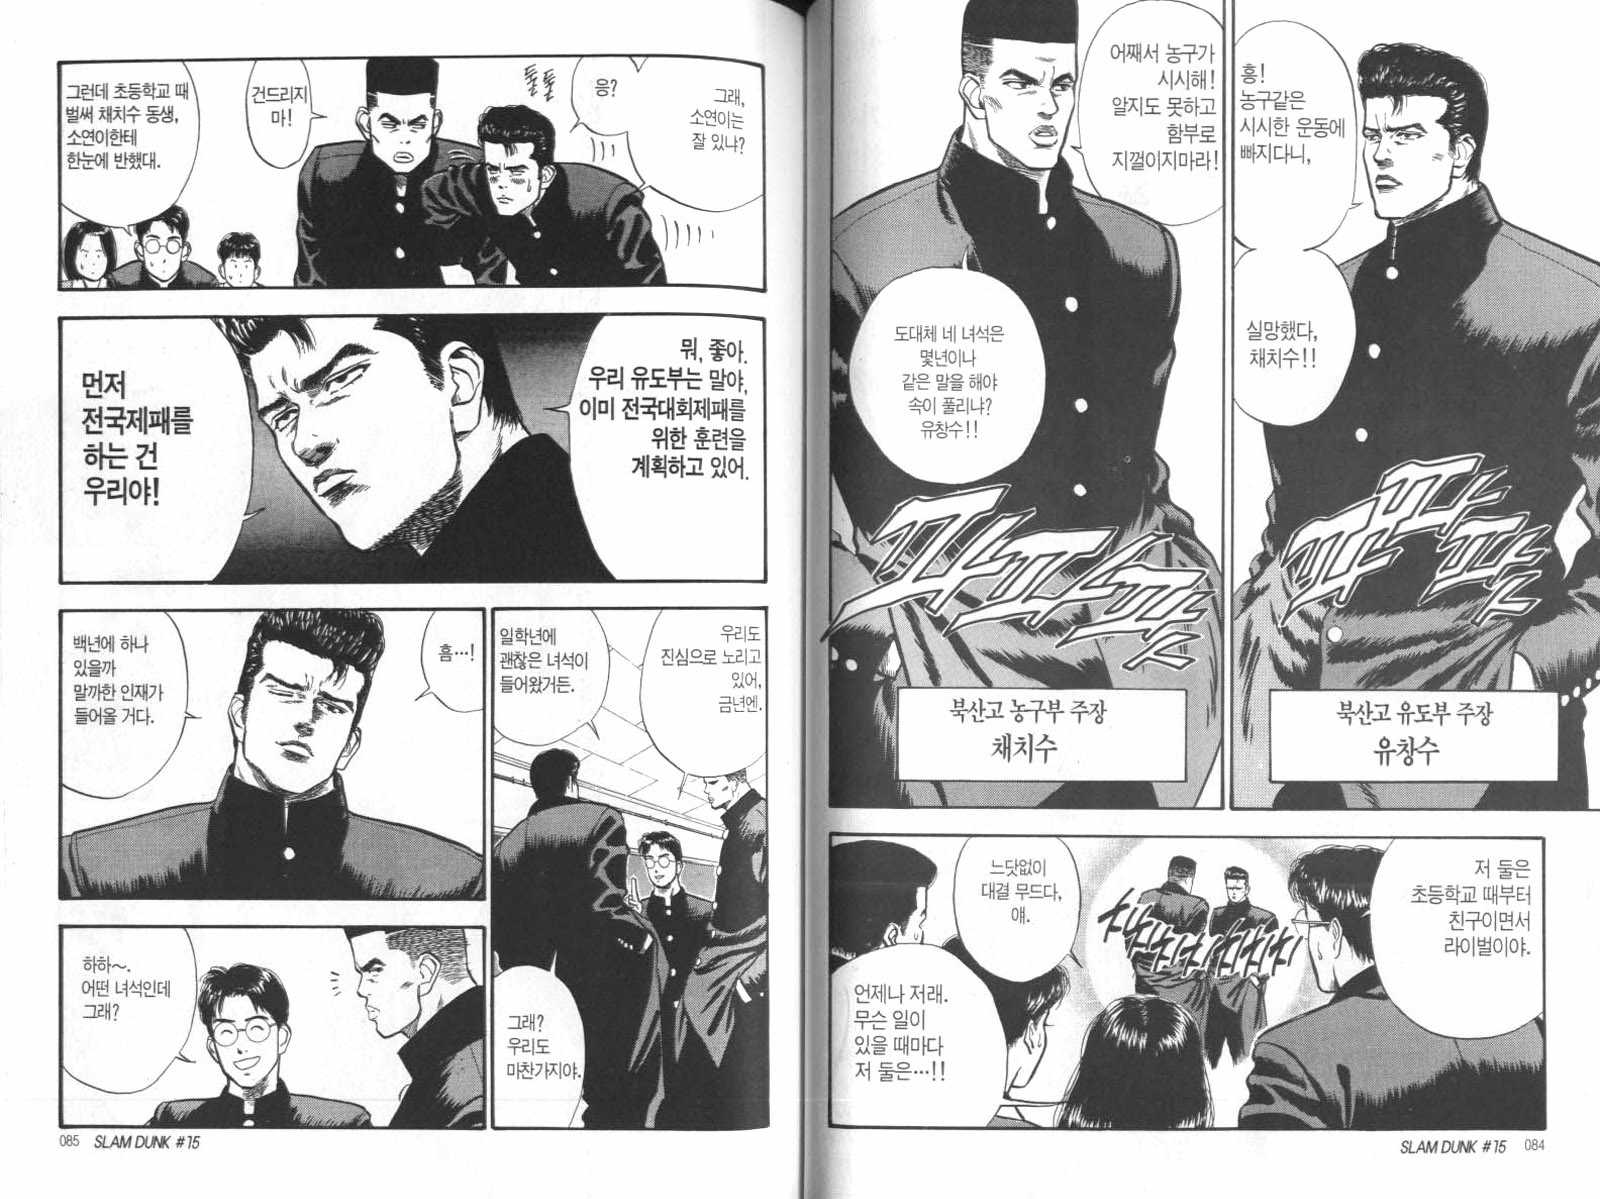 흥!
농구같은
시시한 운동에
빠지다니,
실망했다,
채치수!!
북산고 유도부 주장
유창수
어째서 농구가
시시해!
알지도 못하고
함부로
지껄이지마라!
도대체 네 녀석은
몇년이나
같은 말을 해야
속이 풀리냐?
유창수!!
북산고 농구부 주장
채치수
저 둘은
초등학교 때부터
친구이면서
라이벌이야.
느닷없이
대결 무드다,
얘.
언제나 저래.
무슨 일이
있을 때마다
저 둘은…!!
SLAM DUNK #15
084
그래,
소연이는
잘 있냐?
응?
툴툴
건드리지
마!
그런데 초등학교 때
벌써 채치수 동생,
소연이한테
한눈에 반했대.
뭐, 좋아.
우리 유도부는 말야,
이미 전국대회제패를
위한 훈련을
계획하고 있어.
먼저
전국제패를
하는 건
우리야!
우리도
진심으로 노리고
있어,
금년엔.
일학년에
괜찮은 녀석이
들어왔거든.
그래?
우리도
마찬가지야.
흠…!
백년에 하나
있을까
말까한 인재가
들어올 거다.
하하~.
어떤 녀석인데
그래?
085
SLAM DUNK #15